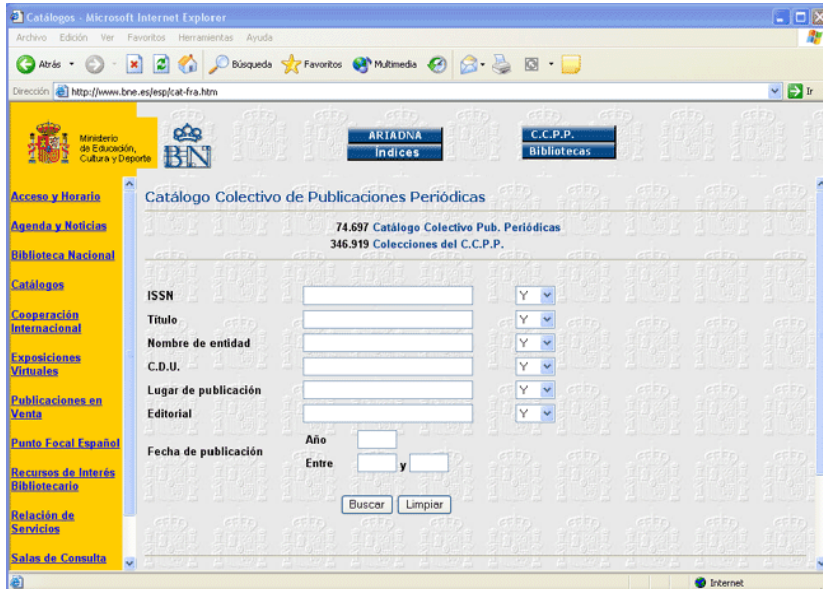 Catálogos - Microsoft Internet Explorer
Archivo Edición Ver Favoritos Herramientas Ayuda
Atrás Búsqueda Favoritos Multimedia
Dirección http://www.bne.es/esp/cat-fra.htm Ir
Ministerio
de Educación,
Cultura y Deporte
BN
ARIADNA
Índices
C.C.P.P.
Bibliotecas
Acceso y Horario
Agenda y Noticias
Biblioteca Nacional
Catálogos
Cooperación
Internacional
Exposiciones
Virtuales
Publicaciones en
Venta
Punto Focal Español
Recursos de Interés
Bibliotecario
Relación de
Servicios
Salas de Consulta
Catálogo Colectivo de Publicaciones Periódicas
74.697 Catálogo Colectivo Pub. Periódicas
346.919 Colecciones del C.C.P.P.
ISSN Y
Título Y
Nombre de entidad Y
C.D.U. Y
Lugar de publicación Y
Editorial Y
Fecha de publicación
Año
Entre y
Buscar Limpiar
Internet